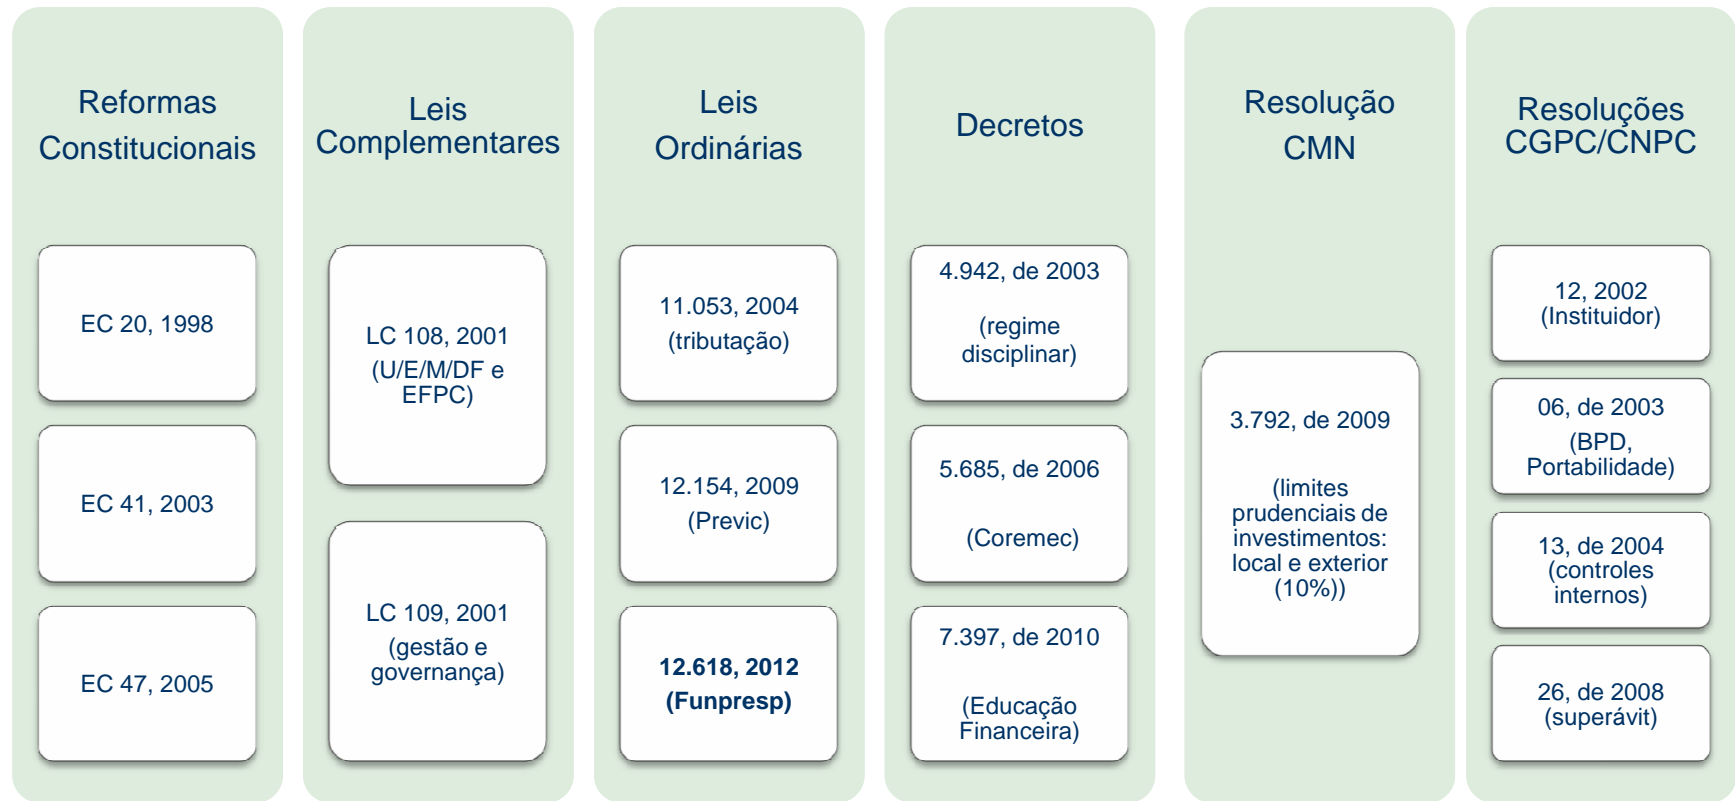 Reformas
Constitucionais
EC 20, 1998
EC 41, 2003
EC 47, 2005
Leis
Complementares
LC 108, 2001
(U/E/M/DF e
EFPC)
LC 109, 2001
(gestão e
governança)
Leis
Ordinárias
11.053, 2004
(tributação)
12.154, 2009
(Previc)
12.618, 2012
(Funpresp)
Decretos
4.942, de 2003
(regime
disciplinar)
5.685, de 2006
(Coremec)
7.397, de 2010
(Educação
Financeira)
Resolução
CMN
3.792, de 2009
(limites
prudenciais de
investimentos:
local e exterior
(10%))
Resoluções
CGPC/CNPC
12, 2002
(Instituidor)
06, de 2003
(BPD,
Portabilidade)
13, de 2004
(controles
internos)
26, de 2008
(superávit)